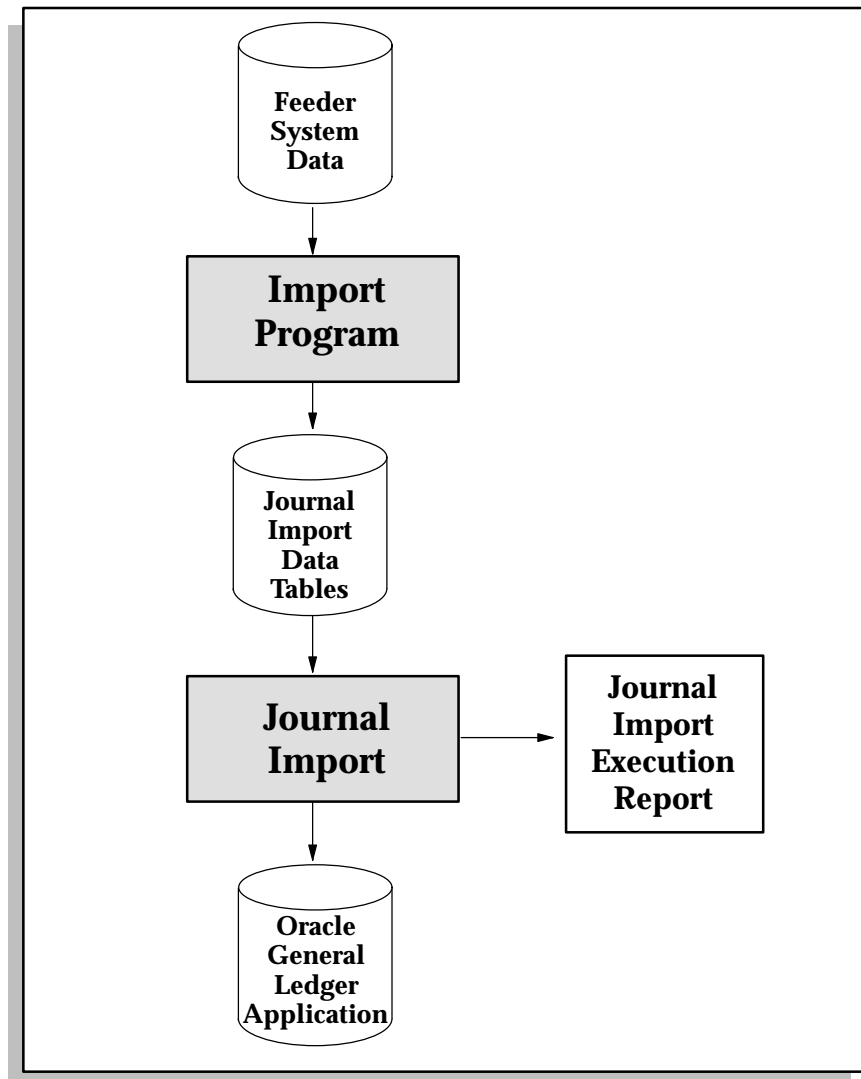 Feeder
System
Data
Import
Program
Journal
Import
Data
Tables
Journal
Import
Journal
Import
Execution
Report
Oracle
General
Ledger
Application